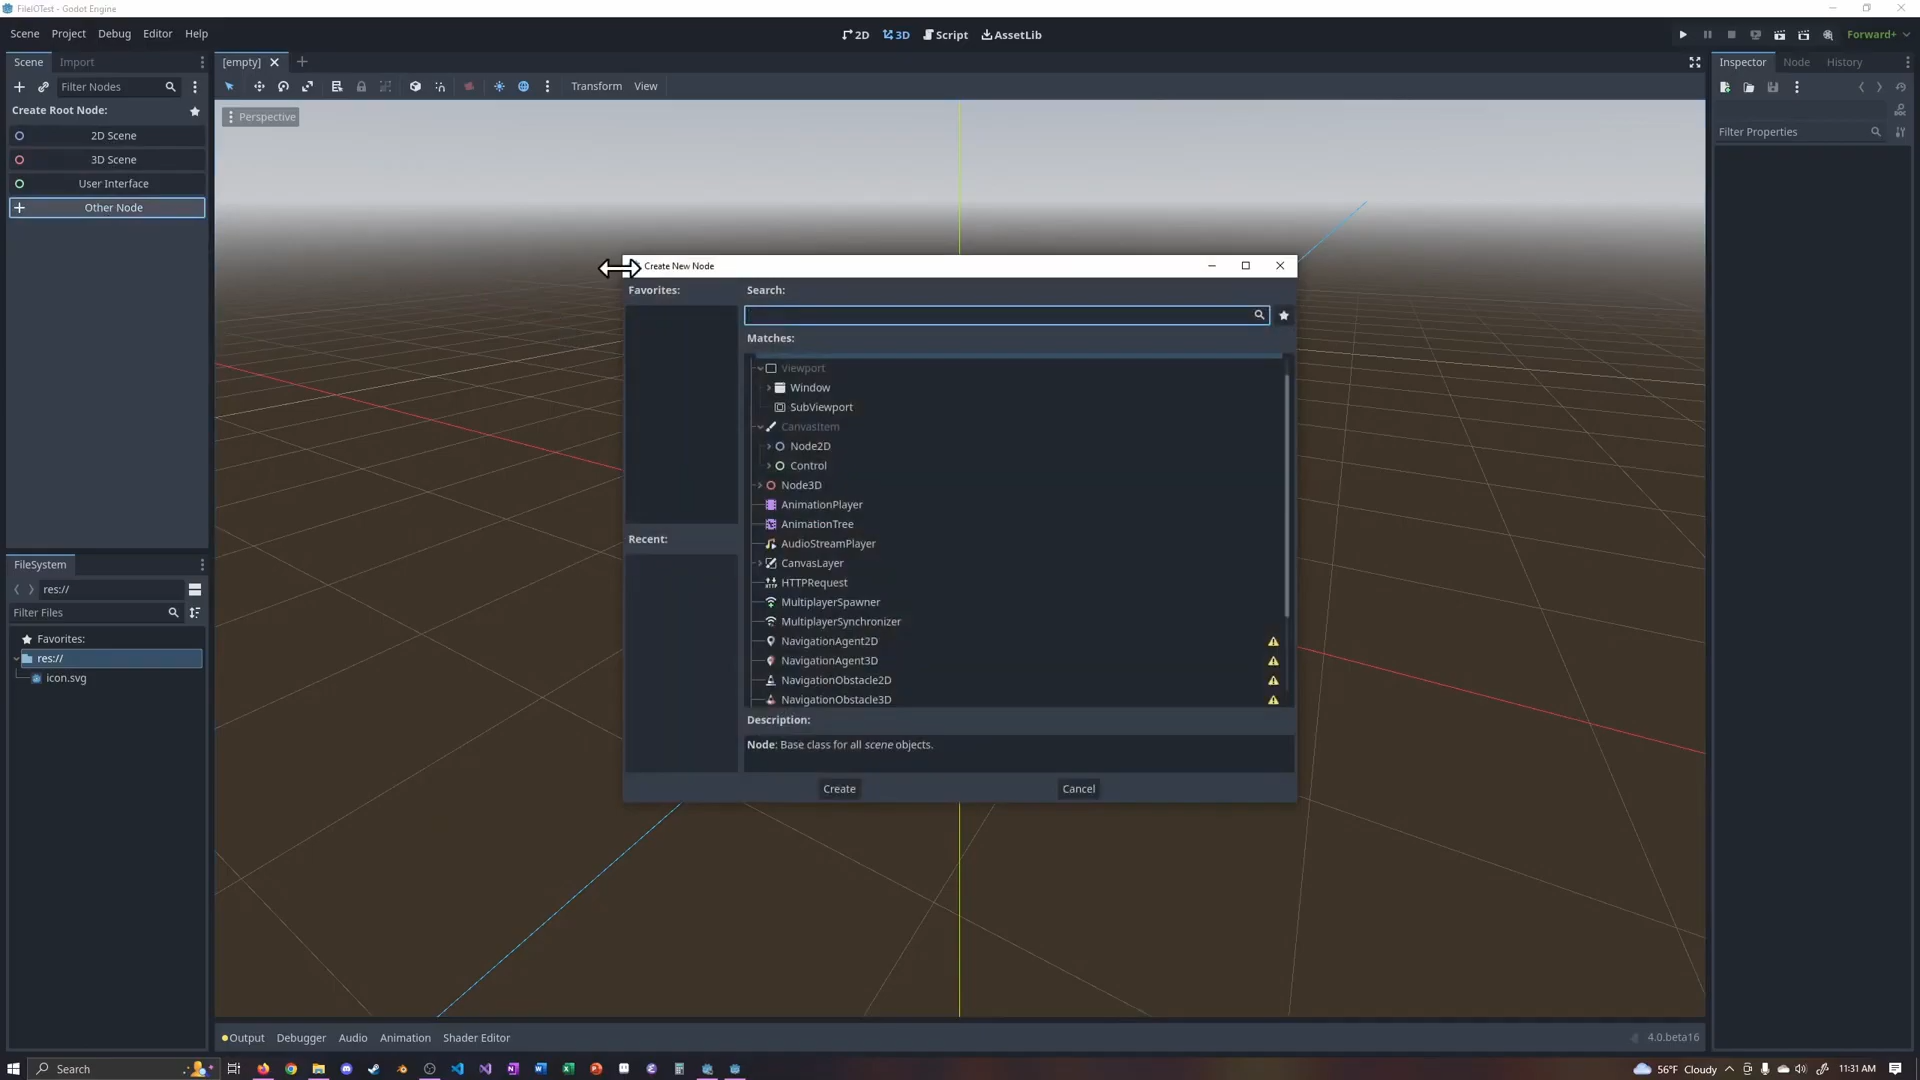 FileIOTest - Godot Engine
Scene Project Debug Editor Help
2D 3D Script AssetLib
Forward+
Scene Import
[empty]
Inspector Node History
Filter Nodes
Transform View
Create Root Node:
Perspective
Filter Properties
2D Scene
3D Scene
User Interface
Other Node
Create New Node
Favorites:
Search:
Matches:
Viewport
Window
SubViewport
CanvasItem
Node2D
Control
Node3D
AnimationPlayer
AnimationTree
AudioStreamPlayer
CanvasLayer
HTTPRequest
MultiplayerSpawner
MultiplayerSynchronizer
NavigationAgent2D
NavigationAgent3D
NavigationObstacle2D
NavigationObstacle3D
Recent:
Description:
Node: Base class for all scene objects.
Create Cancel
FileSystem
res://
Filter Files
Favorites:
res://
icon.svg
Output Debugger Audio Animation Shader Editor
4.0.beta16
Search
56°F Cloudy
11:31 AM